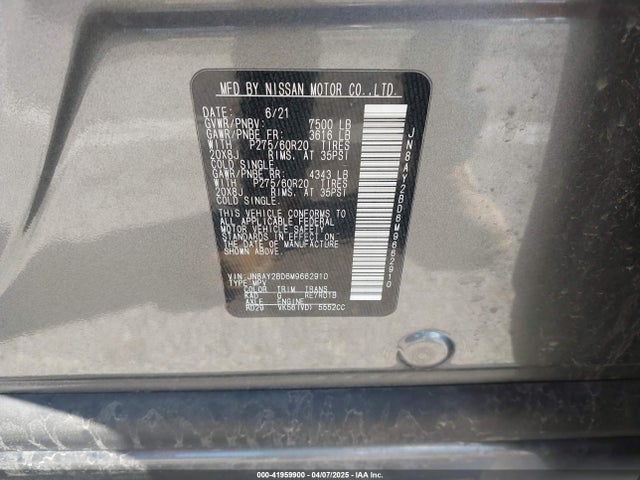 MFD BY NISSAN MOTOR CO.,LTD.
DATE: 6/21
GVWR/PNBV: 7500 LB
GAWR/PNBE FR: 3616 LB
WITH P275/60R20 TIRES
20X8J RIMS. AT 35PSI
COLD SINGLE.
GAWR/PNBE RR: 4343 LB
WITH P275/60R20 TIRES
20X8J RIMS. AT 35PSI
COLD SINGLE.
THIS VEHICLE CONFORMS TO
ALL APPLICABLE FEDERAL
MOTOR VEHICLE SAFETY
STANDARDS IN EFFECT ON
THE DATE OF MANUFACTURE
SHOWN ABOVE.
VIN: JN8AY2BD6M9662910
TYPE: MPV
COLOR TRIM TRANS
KAD G RE7R01B
AXLE ENGINE
RD29 VK56(VD) 5552CC
JN8AY2BD6M9662910
000-41959900 - 04/07/2025 - IAA Inc.